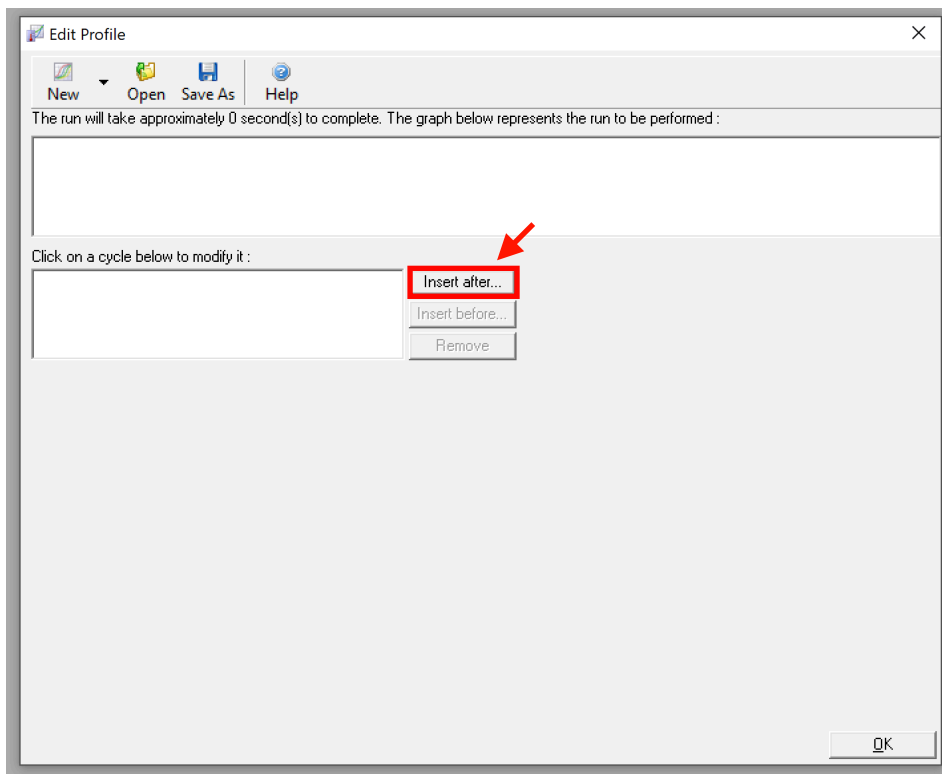 Edit Profile
New Open Save As Help
The run will take approximately 0 second(s) to complete. The graph below represents the run to be performed :
Click on a cycle below to modify it :
Insert after...
Insert before...
Remove
OK